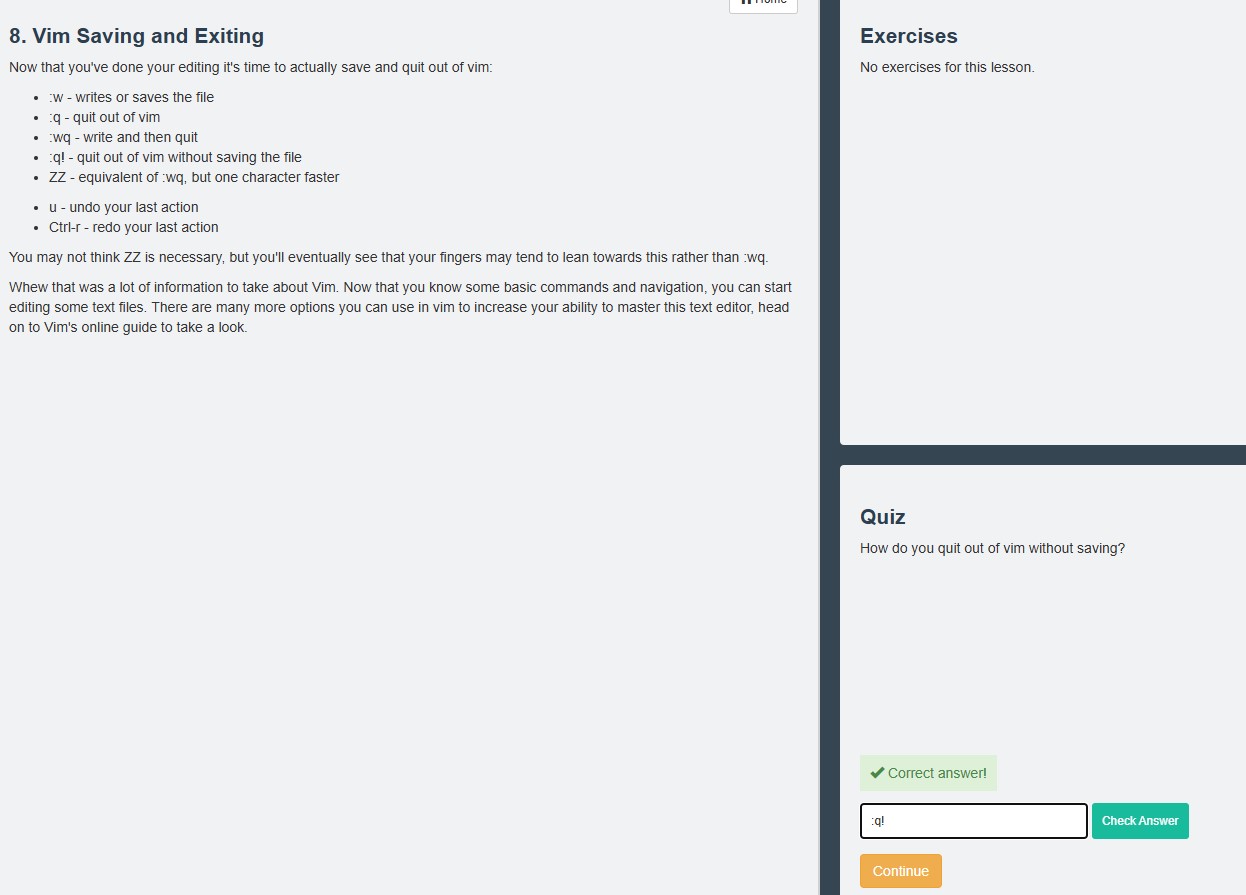 Home
8. Vim Saving and Exiting
Now that you've done your editing it's time to actually save and quit out of vim:
• :w - writes or saves the file
• :q - quit out of vim
• :wq - write and then quit
• :q! - quit out of vim without saving the file
• ZZ - equivalent of :wq, but one character faster
• u - undo your last action
• Ctrl-r - redo your last action
You may not think ZZ is necessary, but you'll eventually see that your fingers may tend to lean towards this rather than :wq.
Whew that was a lot of information to take about Vim. Now that you know some basic commands and navigation, you can start
editing some text files. There are many more options you can use in vim to increase your ability to master this text editor, head
on to Vim's online guide to take a look.
Exercises
No exercises for this lesson.
Quiz
How do you quit out of vim without saving?
✔ Correct answer!
:q!
Check Answer
Continue